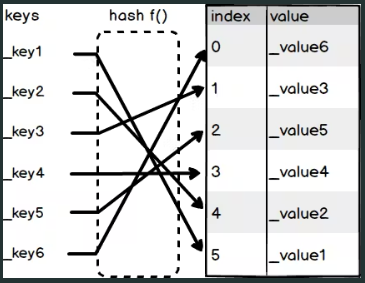 keys hash f() index value
_key1 0 _value6
_key2 1 _value3
_key3 2 _value5
_key4 3 _value4
_key5 4 _value2
_key6 5 _value1